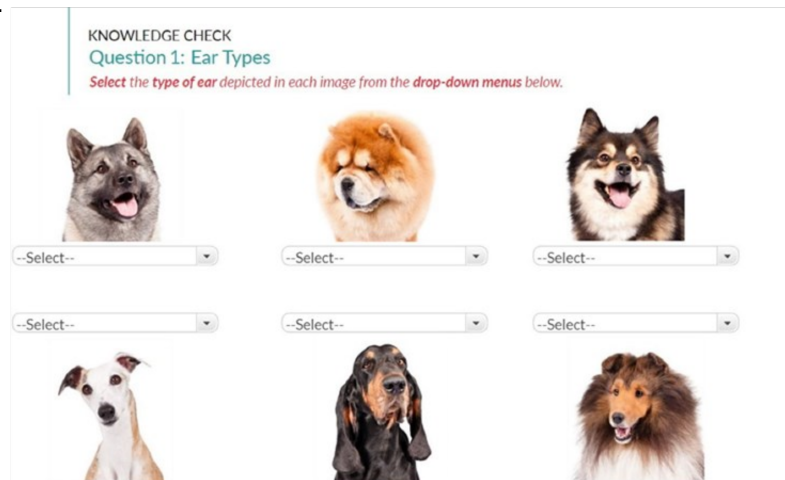 KNOWLEDGE CHECK
Question 1: Ear Types
Select the type of ear depicted in each image from the drop-down menus below.
--Select-- --Select-- --Select--
--Select-- --Select-- --Select--